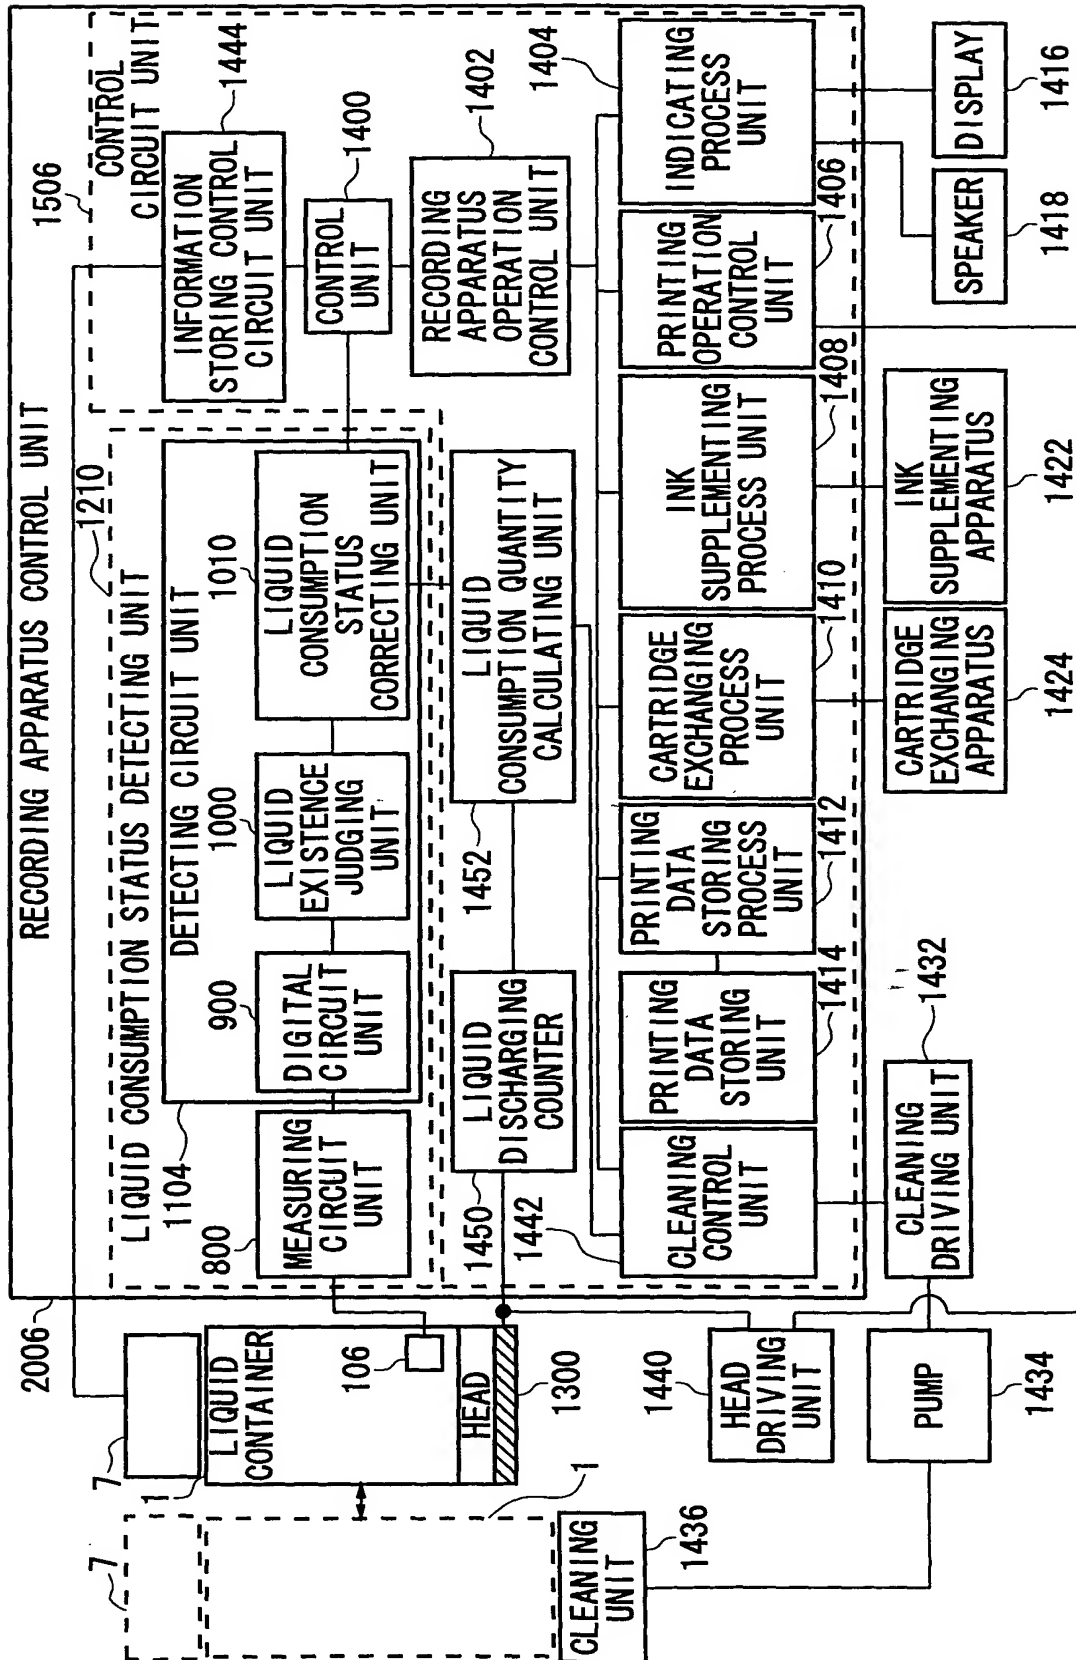 RECORDING APPARATUS CONTROL UNIT
2006
7
7
1
1
LIQUID
CONTAINER
106
HEAD
1300
LIQUID CONSUMPTION STATUS DETECTING UNIT
1210
1104
DETECTING CIRCUIT UNIT
800
MEASURING
CIRCUIT
UNIT
900
DIGITAL
CIRCUIT
UNIT
1000
LIQUID
EXISTENCE
JUDGING
UNIT
1010
LIQUID
CONSUMPTION
STATUS
CORRECTING UNIT
1506
CONTROL
CIRCUIT UNIT
INFORMATION
STORING CONTROL
CIRCUIT UNIT
1444
CONTROL
UNIT
1400
RECORDING
APPARATUS
OPERATION
CONTROL UNIT
1402
1450
LIQUID
DISCHARGING
COUNTER
1452
LIQUID
CONSUMPTION QUANTITY
CALCULATING UNIT
1442
CLEANING
CONTROL
UNIT
PRINTING
DATA
STORING
UNIT
1414
PRINTING
DATA
STORING
PROCESS
UNIT
1412
CARTRIDGE
EXCHANGING
PROCESS
UNIT
1410
INK
SUPPLEMENTING
PROCESS UNIT
1408
PRINTING
OPERATION
CONTROL
UNIT
1406
INDICATING
PROCESS
UNIT
1404
CLEANING
UNIT
1436
1440
HEAD
DRIVING
UNIT
PUMP
1434
CLEANING
DRIVING UNIT
1432
CARTRIDGE
EXCHANGING
APPARATUS
1424
INK
SUPPLEMENTING
APPARATUS
1422
SPEAKER
1418
DISPLAY
1416